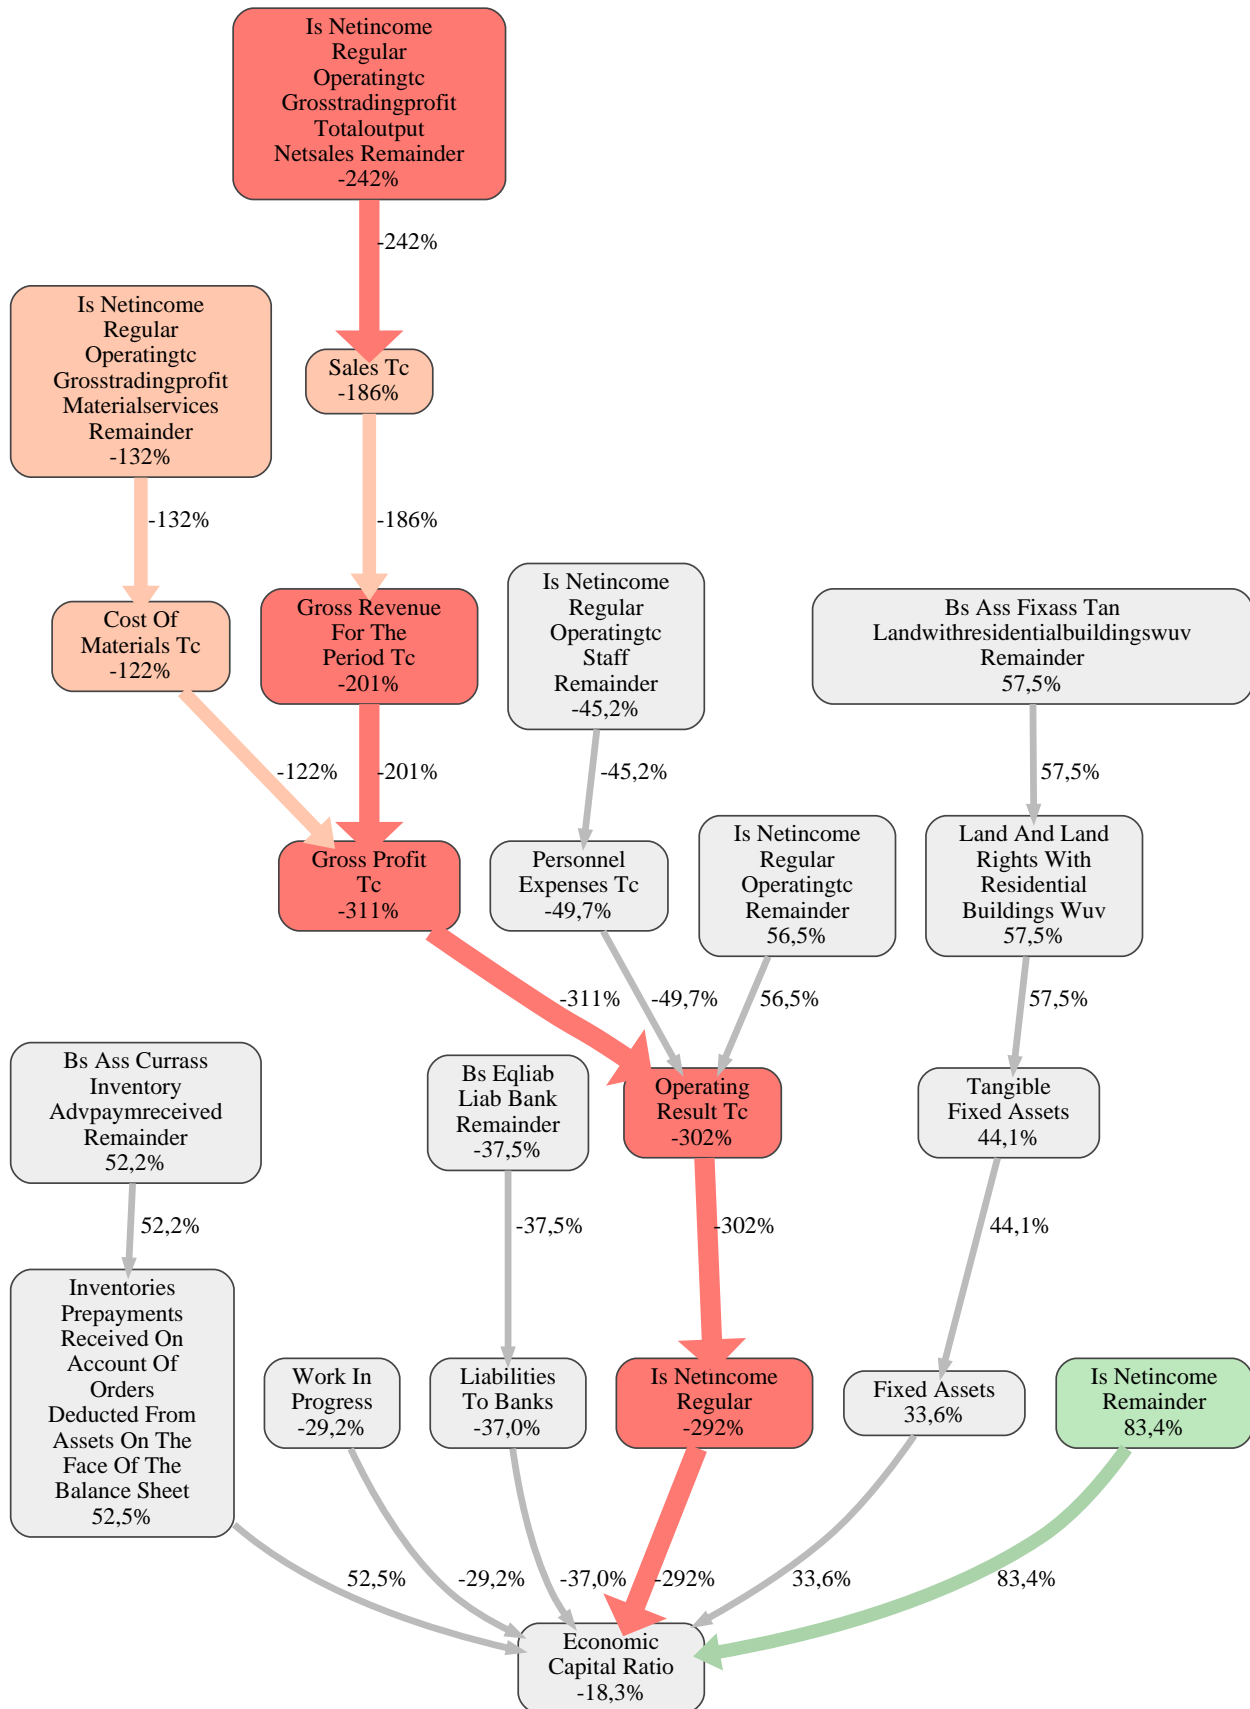 Is Netincome
Regular
Operatingtc
Grosstradingprofit
Totaloutput
Netsales Remainder
-242%
-242%
Is Netincome
Regular
Operatingtc
Grosstradingprofit
Materialservices
Remainder
-132%
Sales Tc
-186%
-132%
-186%
Cost Of
Materials Tc
-122%
Gross Revenue
For The
Period Tc
-201%
Is Netincome
Regular
Operatingtc
Staff
Remainder
-45,2%
Bs Ass Fixass Tan
Landwithresidentialbuildingswuv
Remainder
57,5%
-122%
-201%
-45,2%
57,5%
Gross Profit
Tc
-311%
Personnel
Expenses Tc
-49,7%
Is Netincome
Regular
Operatingtc
Remainder
56,5%
Land And Land
Rights With
Residential
Buildings Wuv
57,5%
-311%
-49,7%
56,5%
57,5%
Bs Ass Currass
Inventory
Advpaymreceived
Remainder
52,2%
Bs Eqliab
Liab Bank
Remainder
-37,5%
Operating
Result Tc
-302%
Tangible
Fixed Assets
44,1%
52,2%
-37,5%
-302%
44,1%
Inventories
Prepayments
Received On
Account Of
Orders
Deducted From
Assets On The
Face Of The
Balance Sheet
52,5%
Work In
Progress
-29,2%
Liabilities
To Banks
-37,0%
Is Netincome
Regular
-292%
Fixed Assets
33,6%
Is Netincome
Remainder
83,4%
52,5%
-29,2%
-37,0%
-292%
33,6%
83,4%
Economic
Capital Ratio
-18,3%